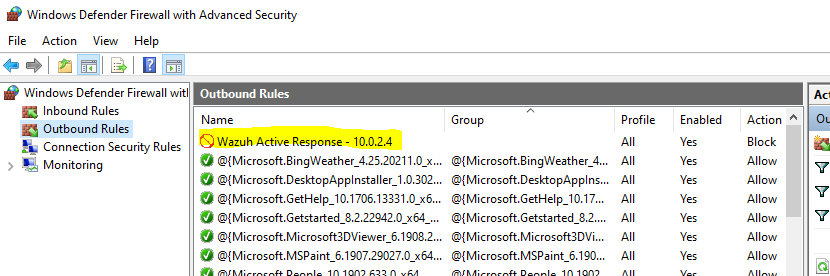 Windows Defender Firewall with Advanced Security
File Action View Help
Windows Defender Firewall with
Inbound Rules
Outbound Rules
Connection Security Rules
Monitoring
Outbound Rules
Name Group Profile Enabled Action
Wazuh Active Response - 10.0.2.4 All Yes Block
@{Microsoft.BingWeather_4.25.20211.0_x... @{Microsoft.BingWeather_4... All Yes Allow
@{Microsoft.DesktopAppInstaller_1.0.302... @{Microsoft.DesktopAppIns... All Yes Allow
@{Microsoft.GetHelp_10.1706.13331.0_x6... @{Microsoft.GetHelp_10.17... All Yes Allow
@{Microsoft.Getstarted_8.2.22942.0_x64_... @{Microsoft.Getstarted_8.2... All Yes Allow
@{Microsoft.Microsoft3DViewer_6.1908.2... @{Microsoft.Microsoft3DVi... All Yes Allow
@{Microsoft.MSPaint_6.1907.29027.0_x64... @{Microsoft.MSPaint_6.190... All Yes Allow
@{Microsoft.People_10.1902.633.0_x64_... @{Microsoft.People_10.190... All Yes Allow
Acti
Ou